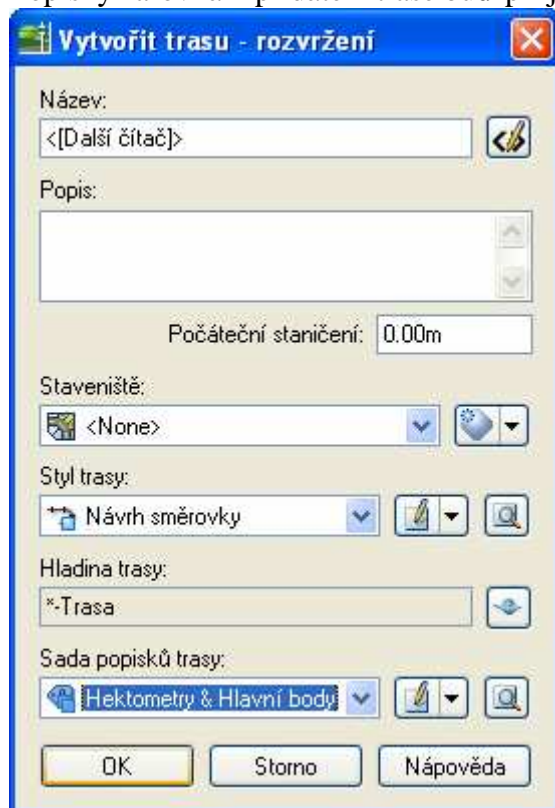 Vytvořit trasu - rozvržení
Název:
<[Další čítač]>
Popis:
Počáteční staničení: 0.00m
Staveniště:
<None>
Styl trasy:
Návrh směrovky
Hladina trasy:
*-Trasa
Sada popisků trasy:
Hektometry & Hlavní body
OK Storno Nápověda